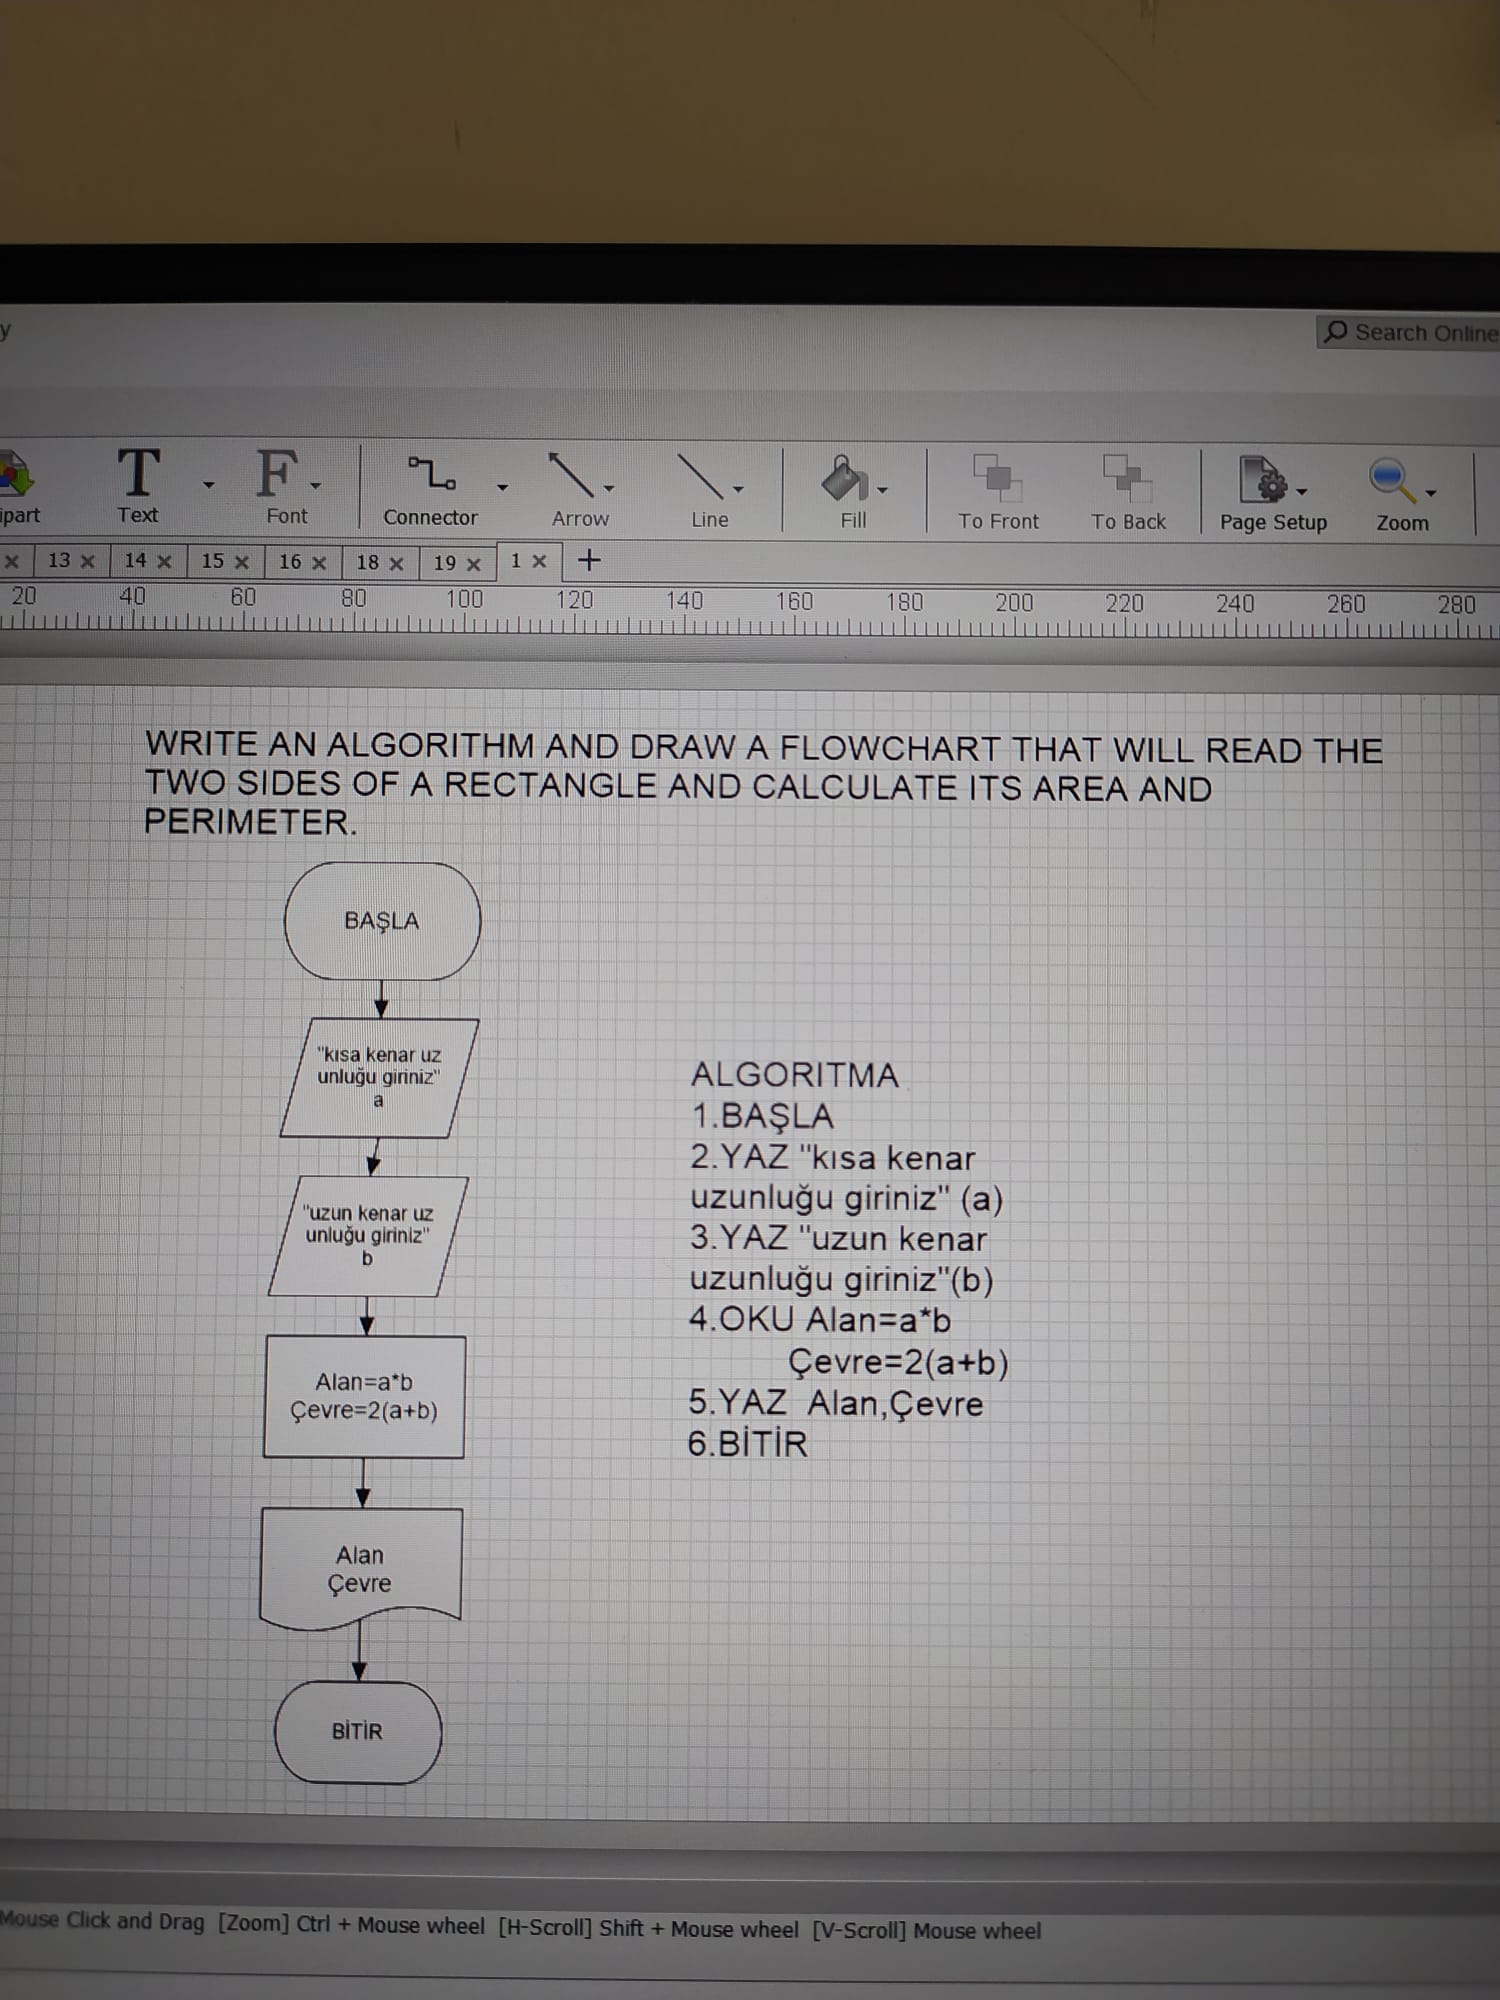 y
Search Online
ipart
Text
Font
Connector
Arrow
Line
Fill
To Front
To Back
Page Setup
Zoom
13 14 15 16 18 19 1
20 40 60 80 100 120 140 160 180 200 220 240 260 280
WRITE AN ALGORITHM AND DRAW A FLOWCHART THAT WILL READ THE
TWO SIDES OF A RECTANGLE AND CALCULATE ITS AREA AND
PERIMETER.
BAŞLA
"kısa kenar uz
unluğu giriniz"
a
"uzun kenar uz
unluğu giriniz"
b
Alan=a*b
Çevre=2(a+b)
Alan
Çevre
BİTİR
ALGORITMA
1.BAŞLA
2.YAZ "kısa kenar
uzunluğu giriniz" (a)
3.YAZ "uzun kenar
uzunluğu giriniz"(b)
4.OKU Alan=a*b
Çevre=2(a+b)
5.YAZ Alan,Çevre
6.BİTİR
Mouse Click and Drag [Zoom] Ctrl + Mouse wheel [H-Scroll] Shift + Mouse wheel [V-Scroll] Mouse wheel